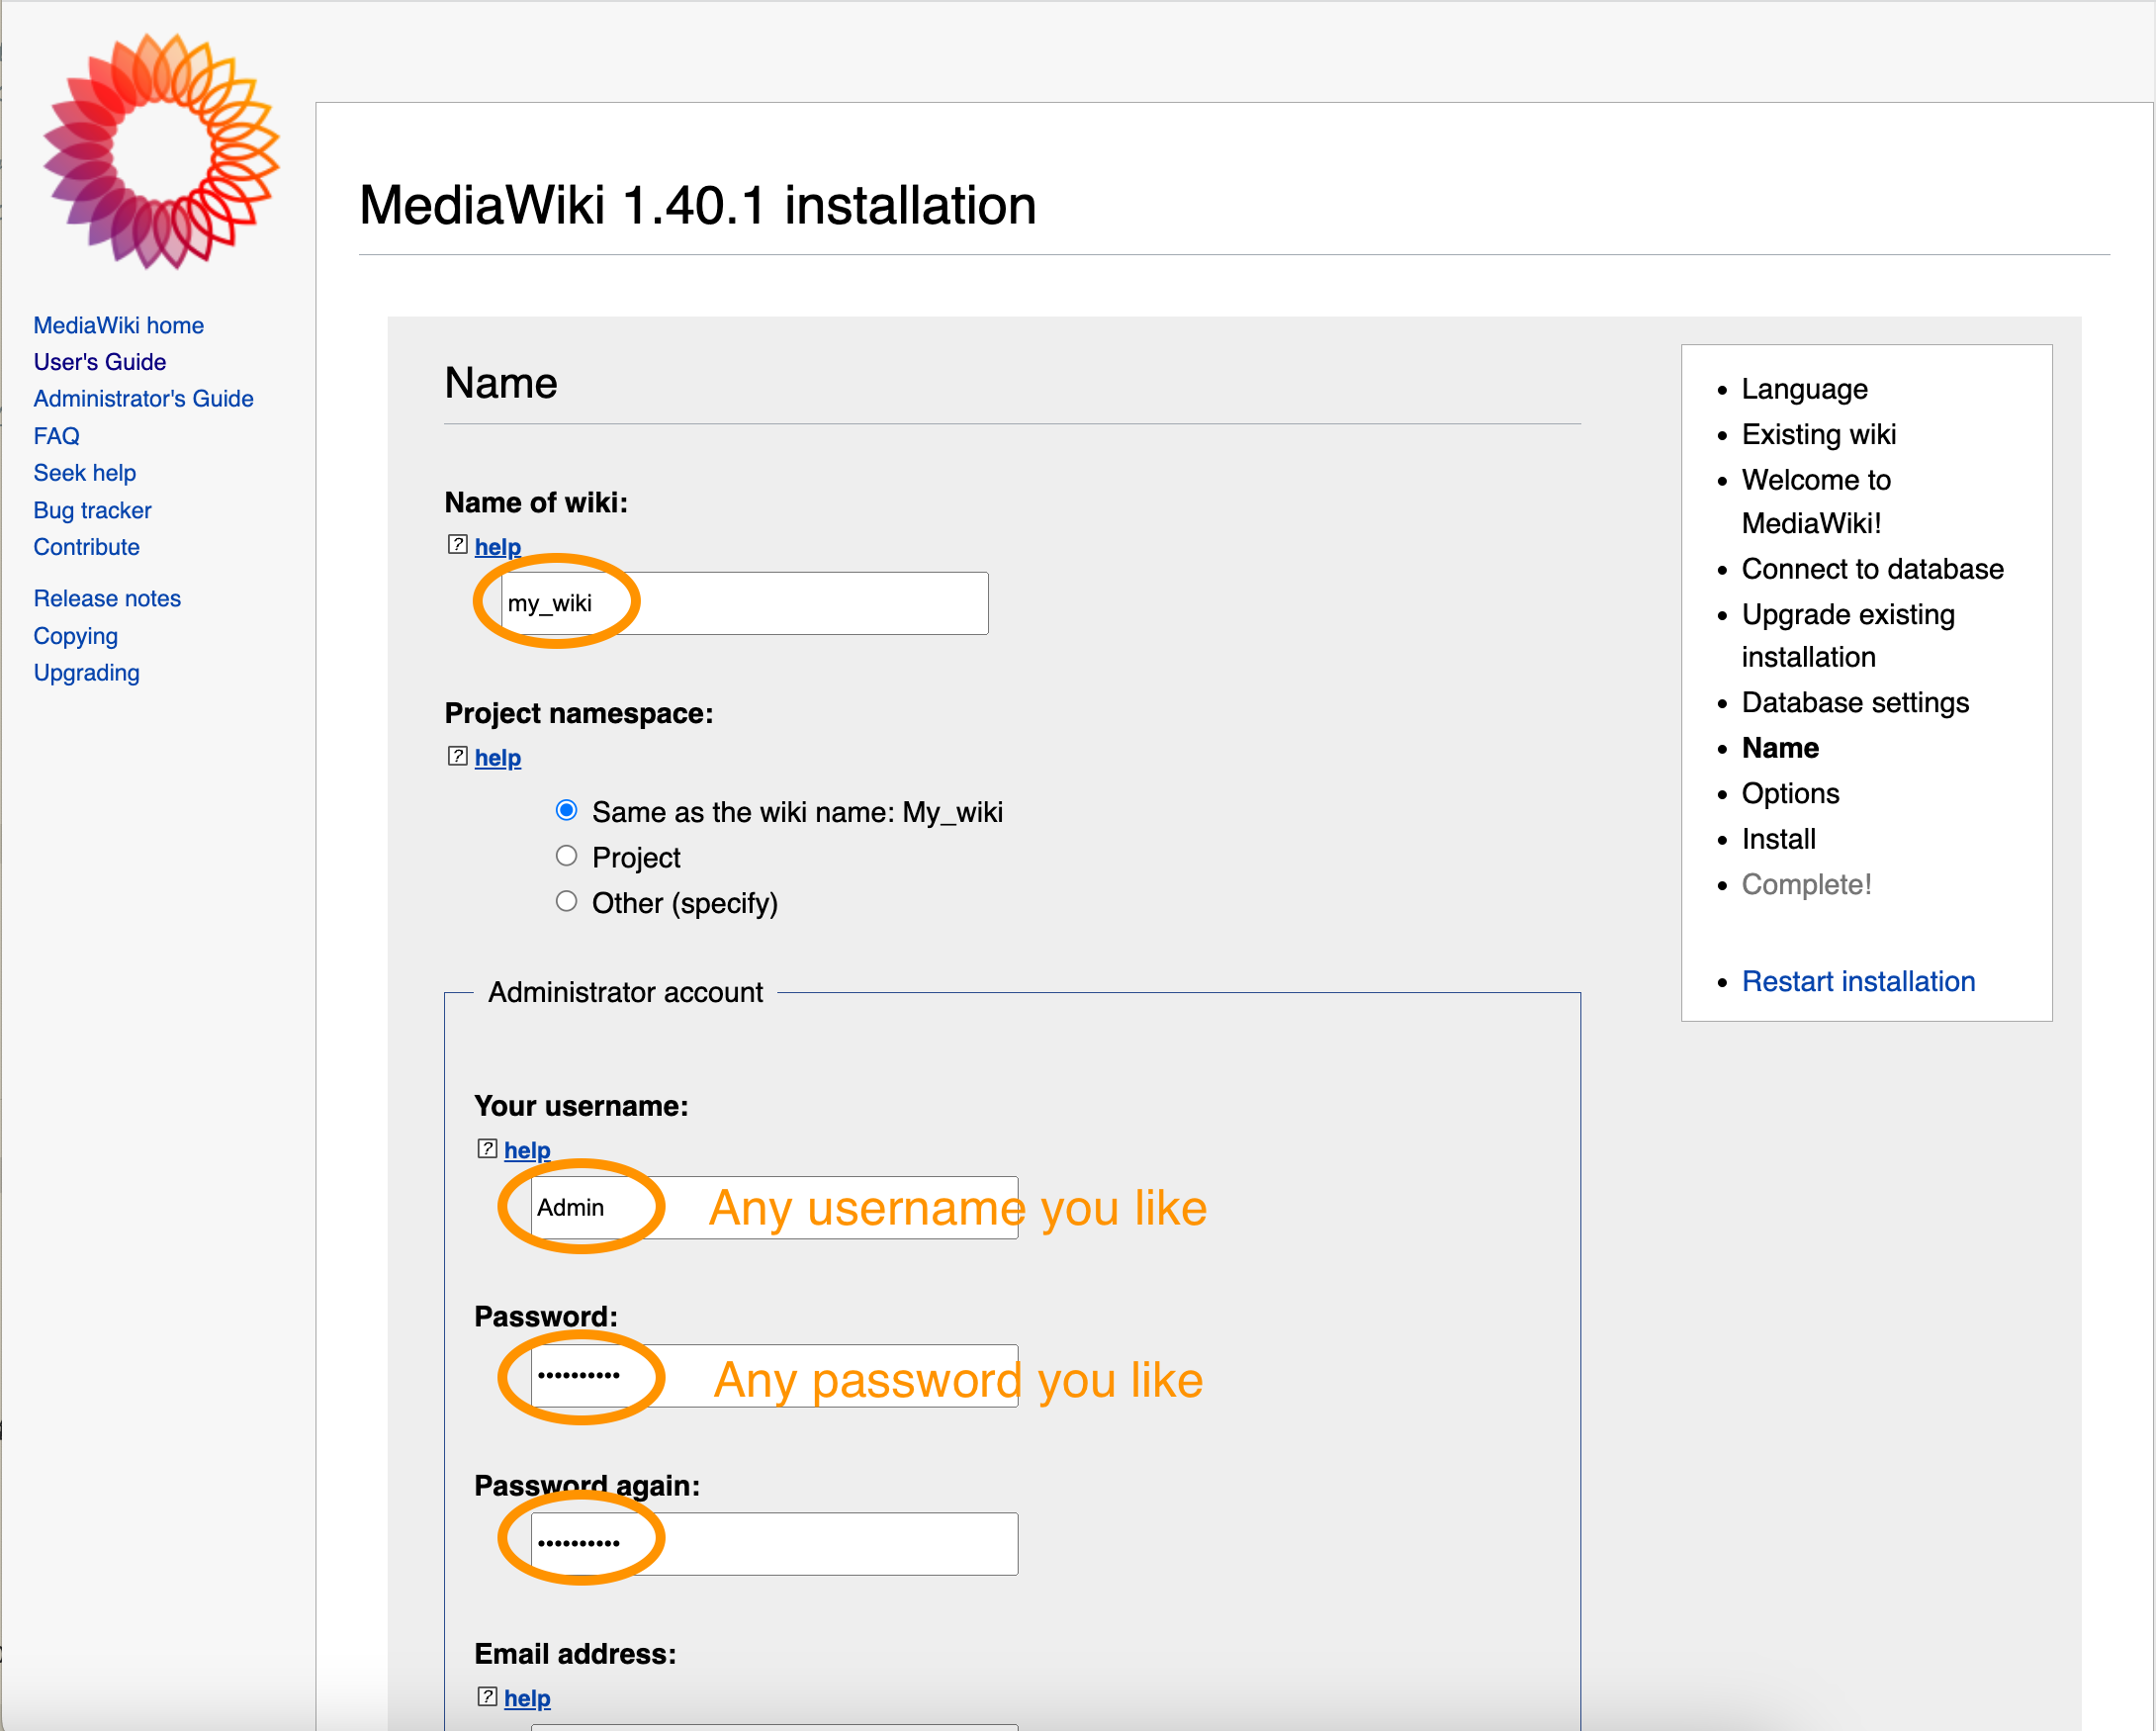 MediaWiki home
User's Guide
Administrator's Guide
FAQ
Seek help
Bug tracker
Contribute
Release notes
Copying
Upgrading
MediaWiki 1.40.1 installation
Name
Name of wiki:
? help
my_wiki
Project namespace:
? help
Same as the wiki name: My_wiki
Project
Other (specify)
Administrator account
Your username:
? help
Admin
Any username you like
Password:
••••••••••
Any password you like
Password again:
••••••••••
Email address:
? help
Language
Existing wiki
Welcome to
MediaWiki!
Connect to database
Upgrade existing
installation
Database settings
Name
Options
Install
Complete!
Restart installation